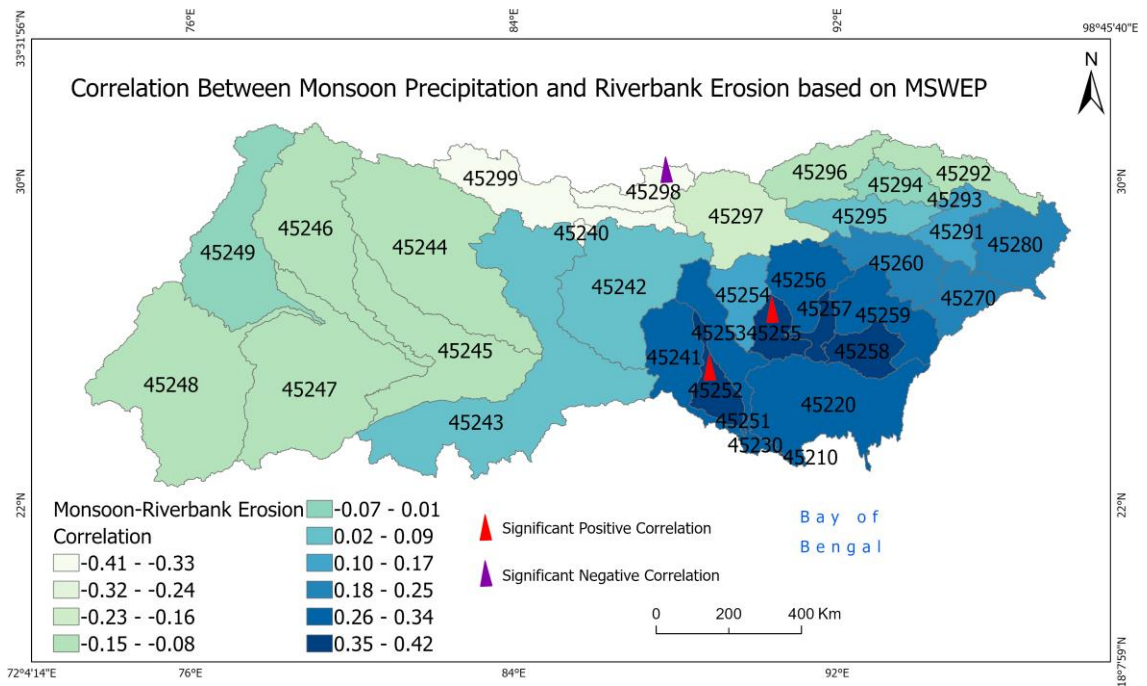 76°E 84°E 92°E
33°31'56"N
98°45'40"E
Correlation Between Monsoon Precipitation and Riverbank Erosion based on MSWEP
N
30°N
30°N
45299
45298
45296
45292
45294
45293
45297
45295
45246
45240
45291
45280
45249
45244
45260
45256
45242
45254
45270
45257
45259
45253
45255
45245
45241
45258
45248
45247
45252
45220
45243
45251
45230
45210
22°N
22°N
Monsoon-Riverbank Erosion
Correlation
-0.41 - -0.33
-0.32 - -0.24
-0.23 - -0.16
-0.15 - -0.08
-0.07 - 0.01
0.02 - 0.09
0.10 - 0.17
0.18 - 0.25
0.26 - 0.34
0.35 - 0.42
Significant Positive Correlation
Significant Negative Correlation
Bay of
Bengal
0 200 400 Km
72°4'14"E
76°E 84°E 92°E
18°7'59"N